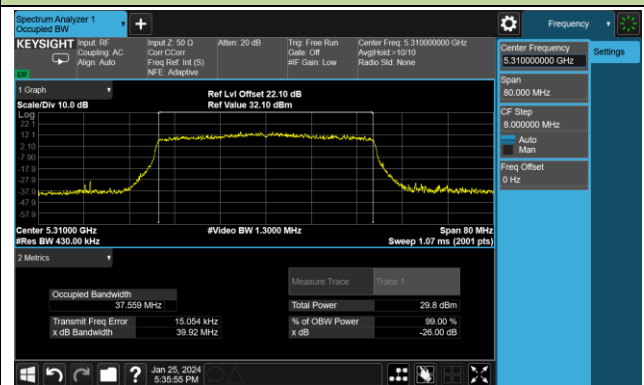 Spectrum Analyzer 1
Occupied BW
Frequency
KEYSIGHT
Input: RF
Coupling: AC
Align: Auto
Input Z: 50 Ω
Corr CCorr
Freq Ref: Int (S)
NFE: Adaptive
Atten: 20 dB
Trig: Free Run
Gate: Off
#IF Gain: Low
Center Freq: 5.310000000 GHz
Avg|Hold:>10/10
Radio Std: None
Center Frequency
5.310000000 GHz
Settings
Span
80.000 MHz
CF Step
8.000000 MHz
Auto
Man
Freq Offset
0 Hz
1 Graph
Scale/Div 10.0 dB
Ref Lvl Offset 22.10 dB
Ref Value 32.10 dBm
Log
22.1
12.1
2.10
-7.90
-17.9
-27.9
-37.9
-47.9
-57.9
Center 5.31000 GHz
#Video BW 1.3000 MHz
Span 80 MHz
#Res BW 430.00 kHz
Sweep 1.07 ms (2001 pts)
2 Metrics
Measure Trace
Trace 1
Occupied Bandwidth
37.559 MHz
Total Power
29.8 dBm
Transmit Freq Error
15.054 kHz
% of OBW Power
99.00 %
x dB Bandwidth
39.92 MHz
x dB
-26.00 dB
Jan 25, 2024
5:35:55 PM